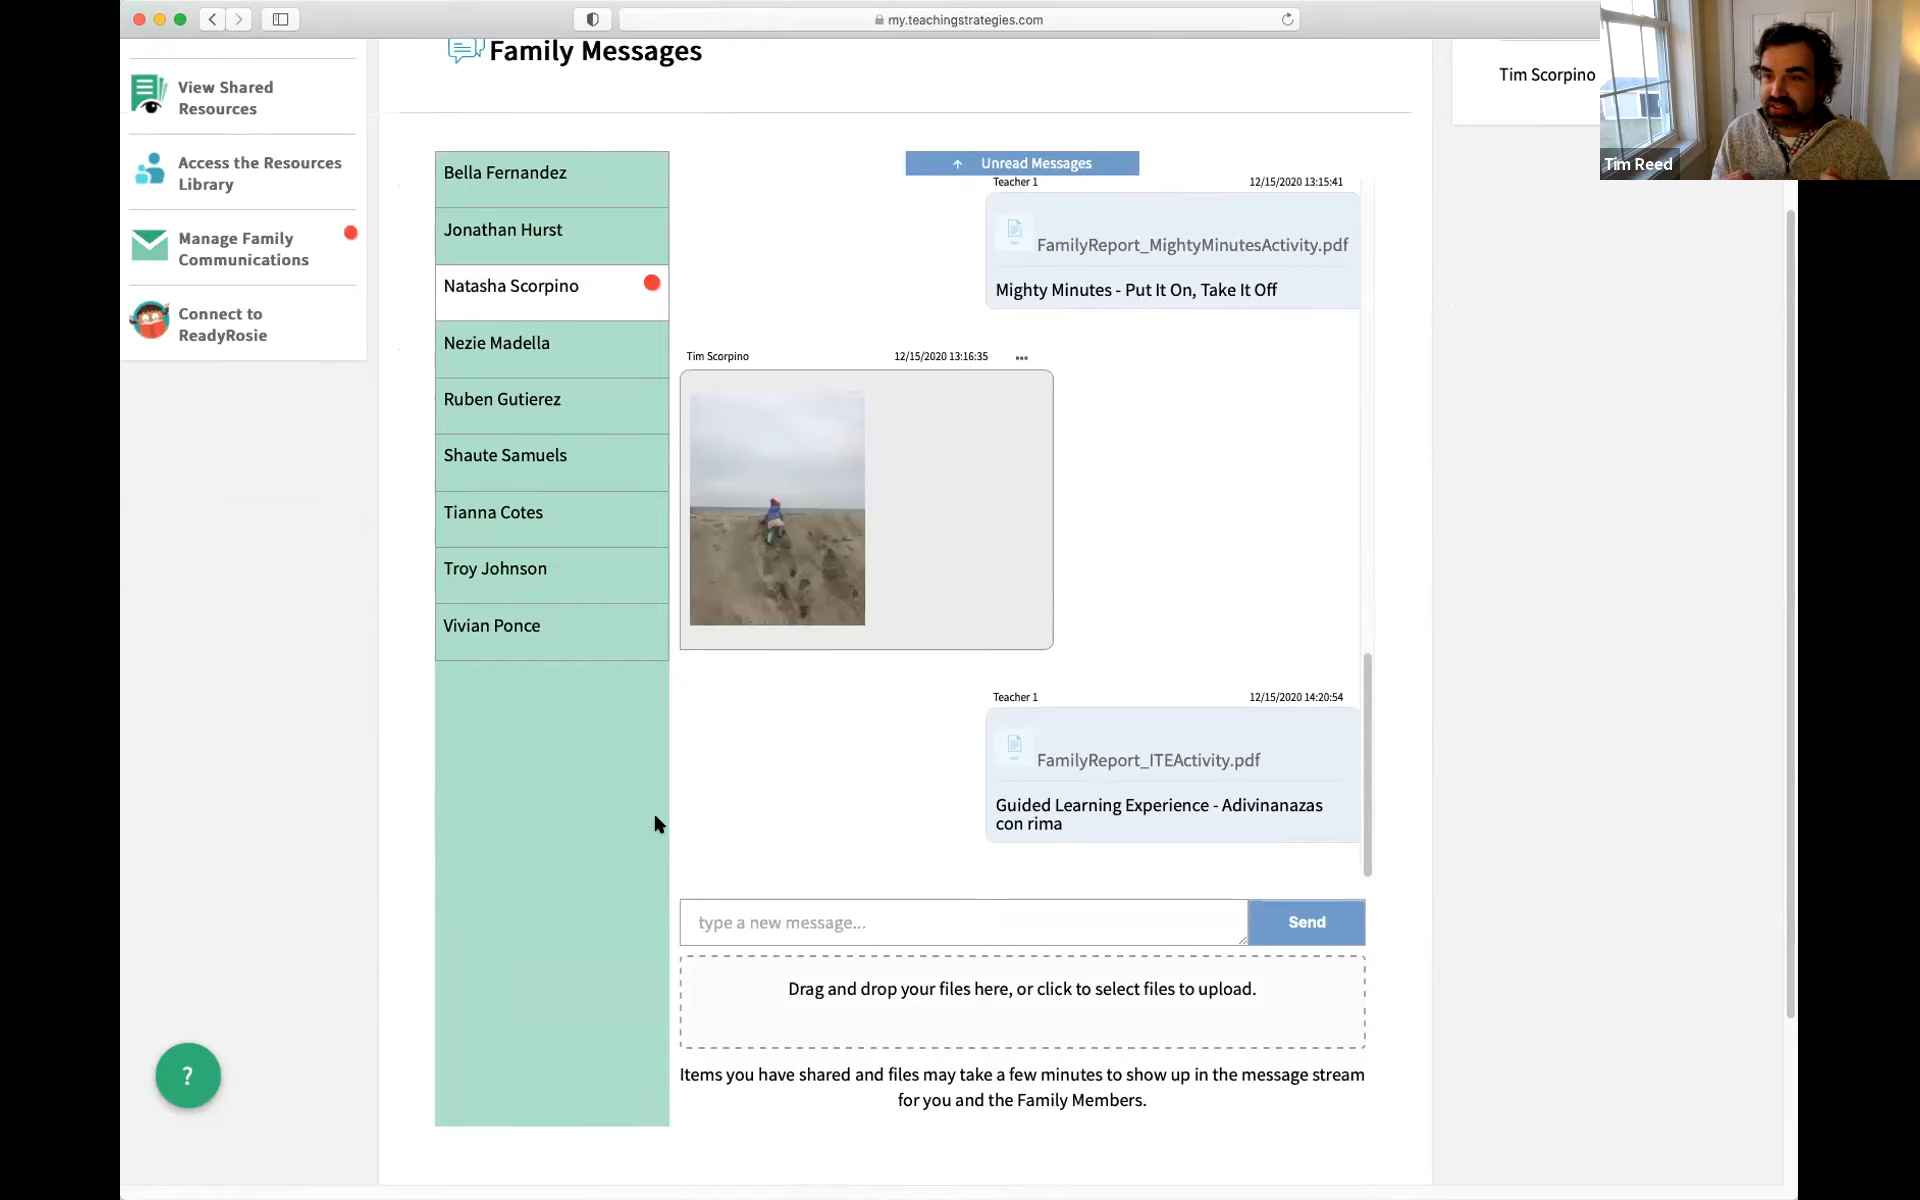 my.teachingstrategies.com
Family Messages
View Shared
Resources
Access the Resources
Library
Manage Family
Communications
Connect to
ReadyRosie
Bella Fernandez
Jonathan Hurst
Natasha Scorpino
Nezie Madella
Ruben Gutierez
Shaute Samuels
Tianna Cotes
Troy Johnson
Vivian Ponce
↑ Unread Messages
Teacher 1 12/15/2020 13:15:41
FamilyReport_MightyMinutesActivity.pdf
Mighty Minutes - Put It On, Take It Off
Tim Scorpino 12/15/2020 13:16:35 •••
Teacher 1 12/15/2020 14:20:54
FamilyReport_ITEActivity.pdf
Guided Learning Experience - Adivinanazas
con rima
type a new message...
Send
Drag and drop your files here, or click to select files to upload.
Items you have shared and files may take a few minutes to show up in the message stream
for you and the Family Members.
?
Tim Scorpino
Tim Reed